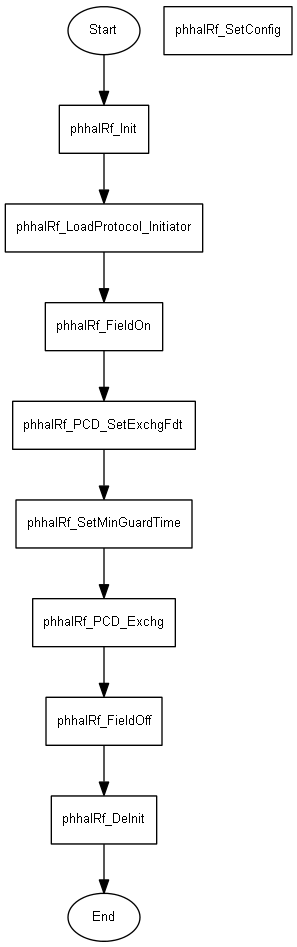 Start
phhalRf_SetConfig
phhalRf_Init
phhalRf_LoadProtocol_Initiator
phhalRf_FieldOn
phhalRf_PCD_SetExchgFdt
phhalRf_SetMinGuardTime
phhalRf_PCD_Exchg
phhalRf_FieldOff
phhalRf_DeInit
End